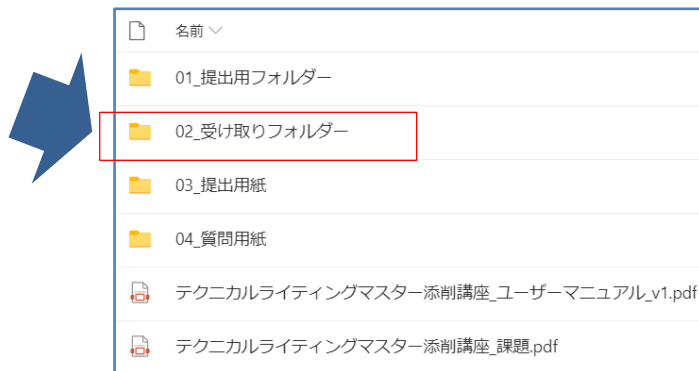 名前
01_提出用フォルダー
02_受け取りフォルダー
03_提出用紙
04_質問用紙
テクニカルライティングマスター添削講座_ユーザーマニュアル_v1.pdf
テクニカルライティングマスター添削講座_課題.pdf